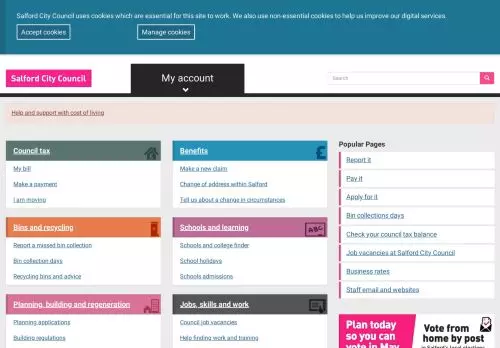 Salford City Council uses cookies which are essential for this site to work. We also use non-essential cookies to help us improve our digital services.
Accept cookies
Manage cookies
Salford City Council
My account
Search
Help and support with cost of living
Council tax
My bill
Make a payment
I am moving
Benefits
Make a new claim
Change of address within Salford
Tell us about a change in circumstances
Bins and recycling
Report a missed bin collection
Bin collection days
Recycling bins and advice
Schools and learning
ABC
Schools and college finder
School holidays
Schools admissions
Planning, building and regeneration
Planning applications
Building regulations
Jobs, skills and work
Council job vacancies
Help finding work and training
Popular Pages
Report it
Pay it
Apply for it
Bin collections days
Check your council tax balance
Job vacancies at Salford City Council
Business rates
Staff email and websites
Plan today
so you can
vote in May
Vote from
home by post
in Salford's local elections